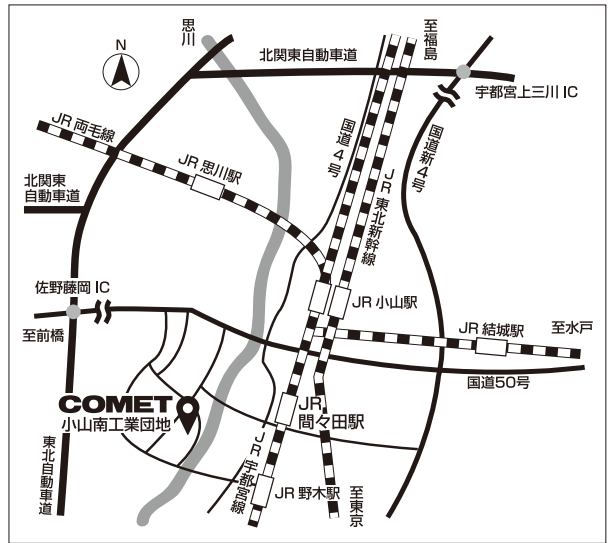 思川
至福島
N
北関東自動車道
宇都宮上三川 IC
JR 両毛線
国道4号
国道新4号
JR 思川駅
北関東
自動車道
JR 東北新幹線
佐野藤岡 IC
JR 小山駅
至前橋
JR 結城駅
至水戸
国道50号
COMET
小山南工業団地
JR
間々田駅
東北自動車道
JR 宇都宮線
JR 野木駅
至東京